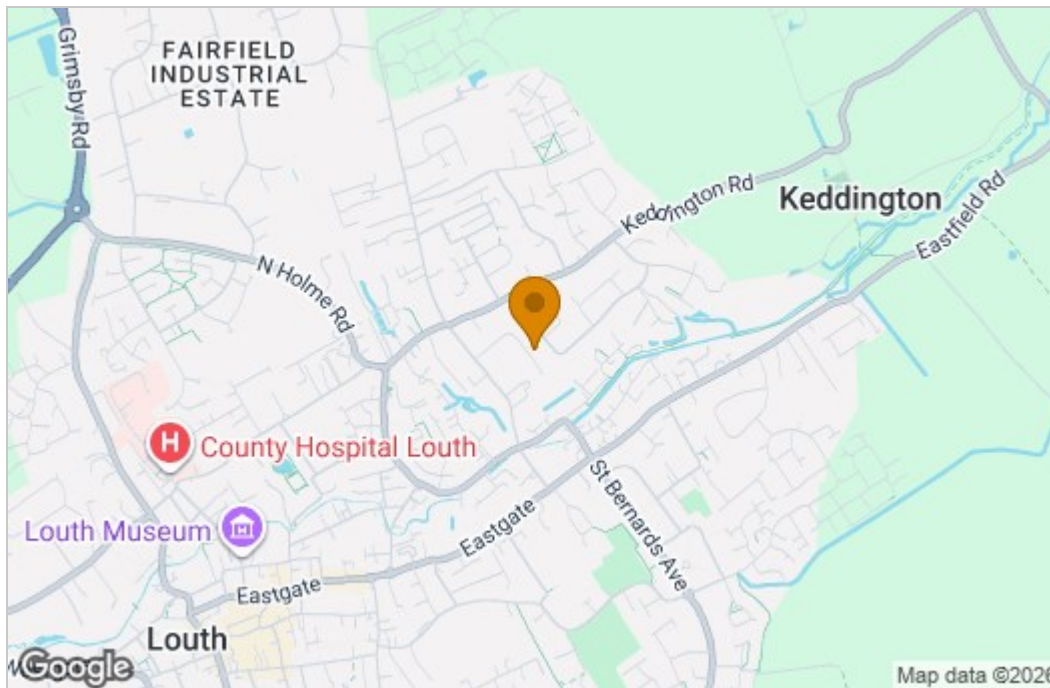 FAIRFIELD
INDUSTRIAL
ESTATE
Grimsby Rd
Keddington Rd
Keddington
Eastfield Rd
N Holme Rd
H County Hospital Louth
Louth Museum
St Bernards Ave
Eastgate
Eastgate
Louth
Google
Map data ©2026